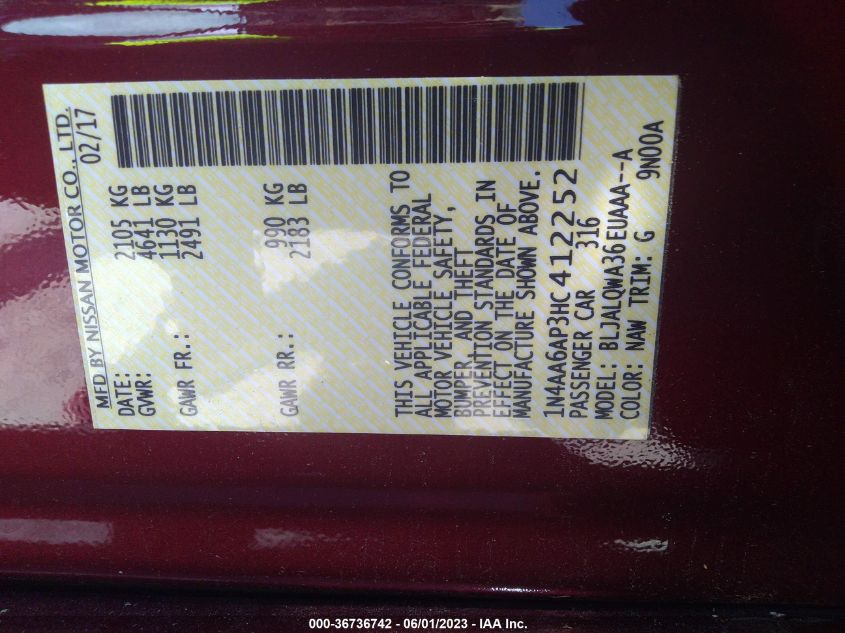 MFD BY NISSAN MOTOR CO., LTD.
DATE: 02/17
GVWR: 2105 KG
4641 LB
GAWR FR.: 1130 KG
2491 LB
GAWR RR.: 990 KG
2183 LB
THIS VEHICLE CONFORMS TO
ALL APPLICABLE FEDERAL
MOTOR VEHICLE SAFETY,
BUMPER, AND THEFT
PREVENTION STANDARDS IN
EFFECT ON THE DATE OF
MANUFACTURE SHOWN ABOVE.
1N4AA6AP3HC412252
PASSENGER CAR 316
MODEL: BLJALQWA36EUAAA--A
COLOR: NAW TRIM: G 9N00A
000-36736742 - 06/01/2023 - IAA Inc.